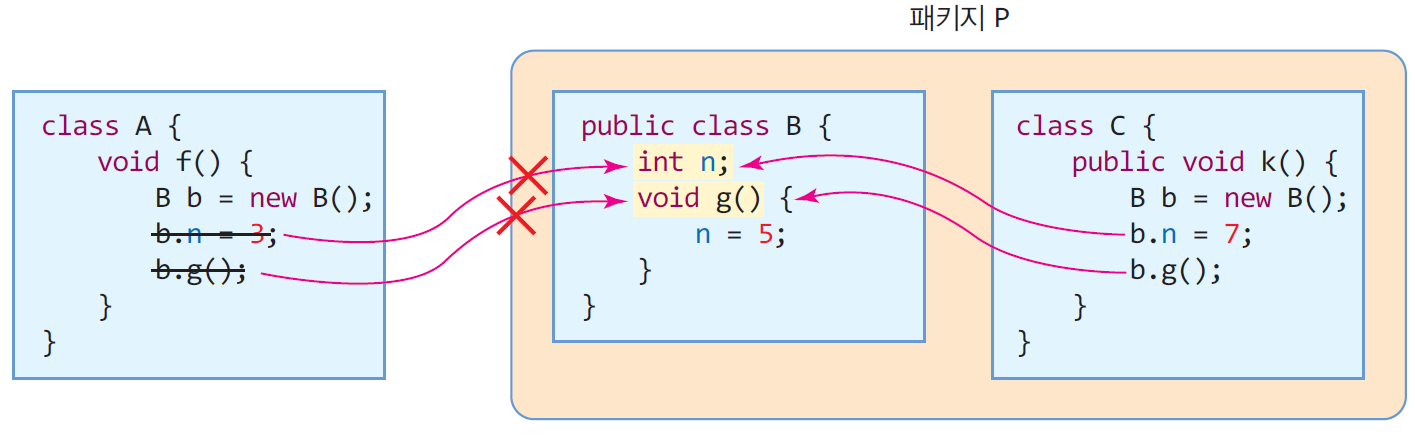 패키지 P
class A {
void f() {
B b = new B();
b.n = 3;
b.g();
}
}
public class B {
int n;
void g() {
n = 5;
}
}
class C {
public void k() {
B b = new B();
b.n = 7;
b.g();
}
}